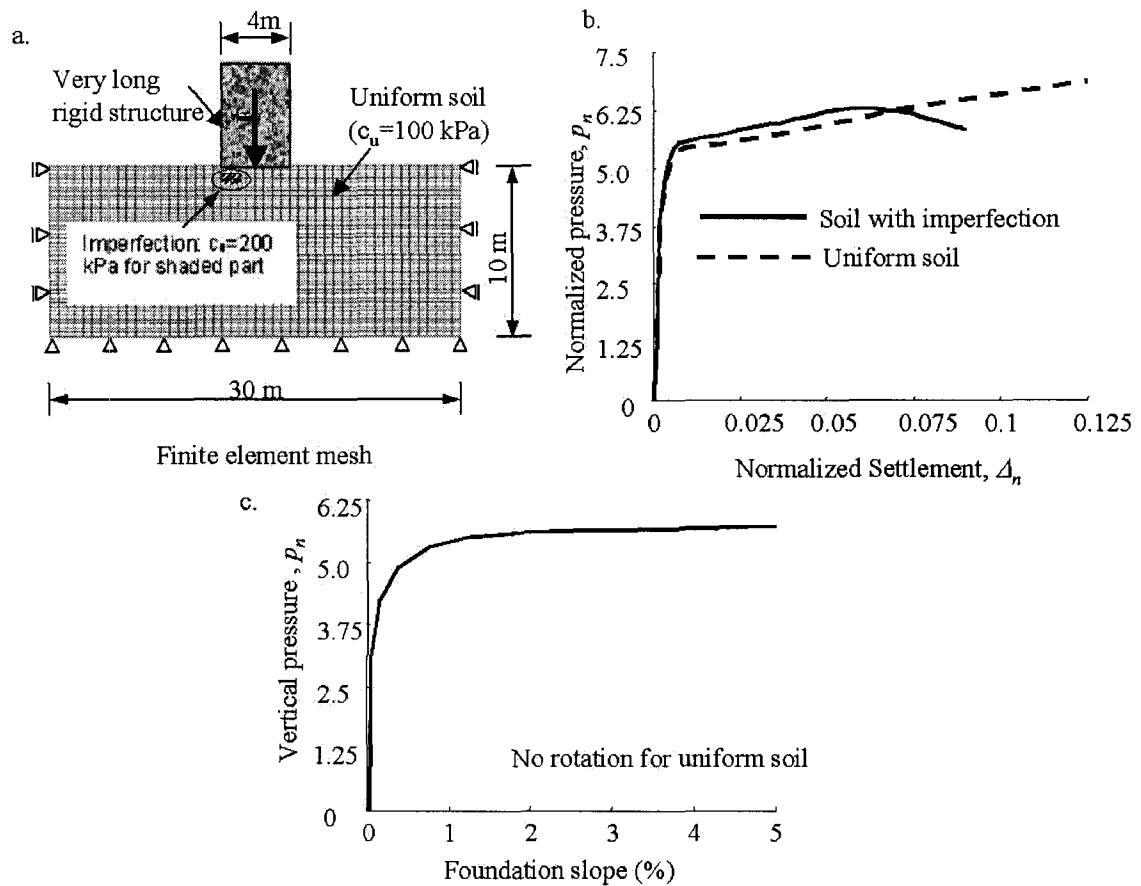 a.
4m
Very long
rigid structure
Uniform soil
(cu=100 kPa)
Imperfection: cu=200
kPa for shaded part
10 m
30 m
Finite element mesh
b.
Normalized pressure, pn
7.5
6.25
5.0
3.75
2.5
1.25
0
Soil with imperfection
Uniform soil
0 0.025 0.05 0.075 0.1 0.125
Normalized Settlement, Δn
c.
Vertical pressure, pn
6.25
5.0
3.75
2.5
1.25
0
No rotation for uniform soil
0 1 2 3 4 5
Foundation slope (%)